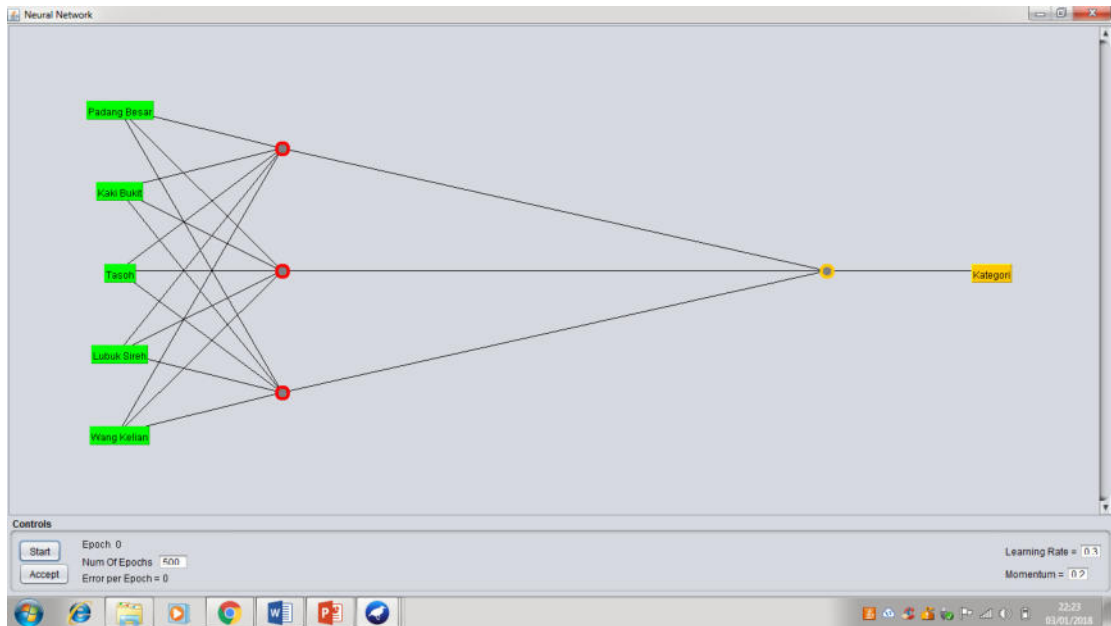 Neural Network
Padang Besar
Kaki Bukit
Tasoh
Kategori
Lubuk Sireh
Wang Kelian
Controls
Start
Accept
Epoch 0
Num Of Epochs 500
Error per Epoch = 0
Learning Rate = 0.3
Momentum = 0.2
22:23
03/01/2018